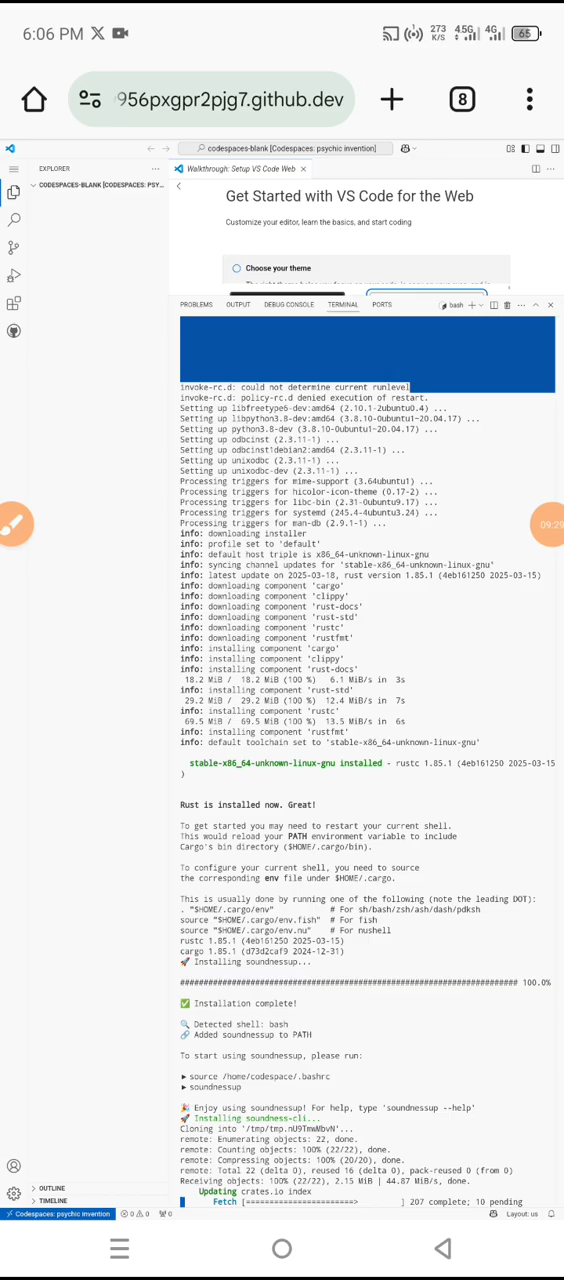 6:06 PM X 273 K/S 4.5G 4G 65
956pxgpr2pjg7.github.dev 8
codespaces-blank [Codespaces: psychic invention]
EXPLORER
CODESPACES-BLANK [CODESPACES: PSY...
Walkthrough: Setup VS Code Web
Get Started with VS Code for the Web
Customize your editor, learn the basics, and start coding
Choose your theme
PROBLEMS OUTPUT DEBUG CONSOLE TERMINAL PORTS bash
invoke-rc.d: could not determine current runlevel
invoke-rc.d: policy-rc.d denied execution of restart.
Setting up libfreetype6-dev:amd64 (2.10.1-2ubuntu0.4) ...
Setting up libpython3.8-dev:amd64 (3.8.10-0ubuntu1~20.04.17) ...
Setting up python3.8-dev (3.8.10-0ubuntu1~20.04.17) ...
Setting up odbcinst (2.3.11-1) ...
Setting up odbcinst1debian2:amd64 (2.3.11-1) ...
Setting up unixodbc (2.3.11-1) ...
Setting up unixodbc-dev (2.3.11-1) ...
Processing triggers for mime-support (3.64ubuntu1) ...
Processing triggers for hicolor-icon-theme (0.17-2) ...
Processing triggers for libc-bin (2.31-0ubuntu9.17) ...
Processing triggers for systemd (245.4-4ubuntu3.24) ...
Processing triggers for man-db (2.9.1-1) ...
info: downloading installer
info: profile set to 'default'
info: default host triple is x86_64-unknown-linux-gnu
info: syncing channel updates for 'stable-x86_64-unknown-linux-gnu'
info: latest update on 2025-03-18, rust version 1.85.1 (4eb161250 2025-03-15)
info: downloading component 'cargo'
info: downloading component 'clippy'
info: downloading component 'rust-docs'
info: downloading component 'rust-std'
info: downloading component 'rustc'
info: downloading component 'rustfmt'
info: installing component 'cargo'
info: installing component 'clippy'
info: installing component 'rust-docs'
18.2 MiB / 18.2 MiB (100 %) 6.1 MiB/s in 3s
info: installing component 'rust-std'
29.2 MiB / 29.2 MiB (100 %) 12.4 MiB/s in 7s
info: installing component 'rustc'
69.5 MiB / 69.5 MiB (100 %) 13.5 MiB/s in 6s
info: installing component 'rustfmt'
info: default toolchain set to 'stable-x86_64-unknown-linux-gnu'
stable-x86_64-unknown-linux-gnu installed - rustc 1.85.1 (4eb161250 2025-03-15
)
Rust is installed now. Great!
To get started you may need to restart your current shell.
This would reload your PATH environment variable to include
Cargo's bin directory ($HOME/.cargo/bin).
To configure your current shell, you need to source
the corresponding env file under $HOME/.cargo.
This is usually done by running one of the following (note the leading DOT):
. "$HOME/.cargo/env" # For sh/bash/zsh/ash/dash/pdksh
source "$HOME/.cargo/env.fish" # For fish
source "$HOME/.cargo/env.nu" # For nushell
rustc 1.85.1 (4eb161250 2025-03-15)
cargo 1.85.1 (d73d2caf9 2024-12-31)
🚀 Installing soundnessup...
######################################################################## 100.0%
✅ Installation complete!
🔍 Detected shell: bash
🔗 Added soundnessup to PATH
To start using soundnessup, please run:
▶ source /home/codespace/.bashrc
▶ soundnessup
🎉 Enjoy using soundnessup! For help, type 'soundnessup --help'
🚀 Installing soundness-cli...
Cloning into '/tmp/tmp.nU9TmwMbvN'...
remote: Enumerating objects: 22, done.
remote: Counting objects: 100% (22/22), done.
remote: Compressing objects: 100% (20/20), done.
remote: Total 22 (delta 0), reused 16 (delta 0), pack-reused 0 (from 0)
Receiving objects: 100% (22/22), 2.15 MiB | 44.87 MiB/s, done.
Updating crates.io index
Fetch [=======================> ] 207 complete; 10 pending
09:29
OUTLINE
TIMELINE
Codespaces: psychic invention 0 0 0 Layout: us